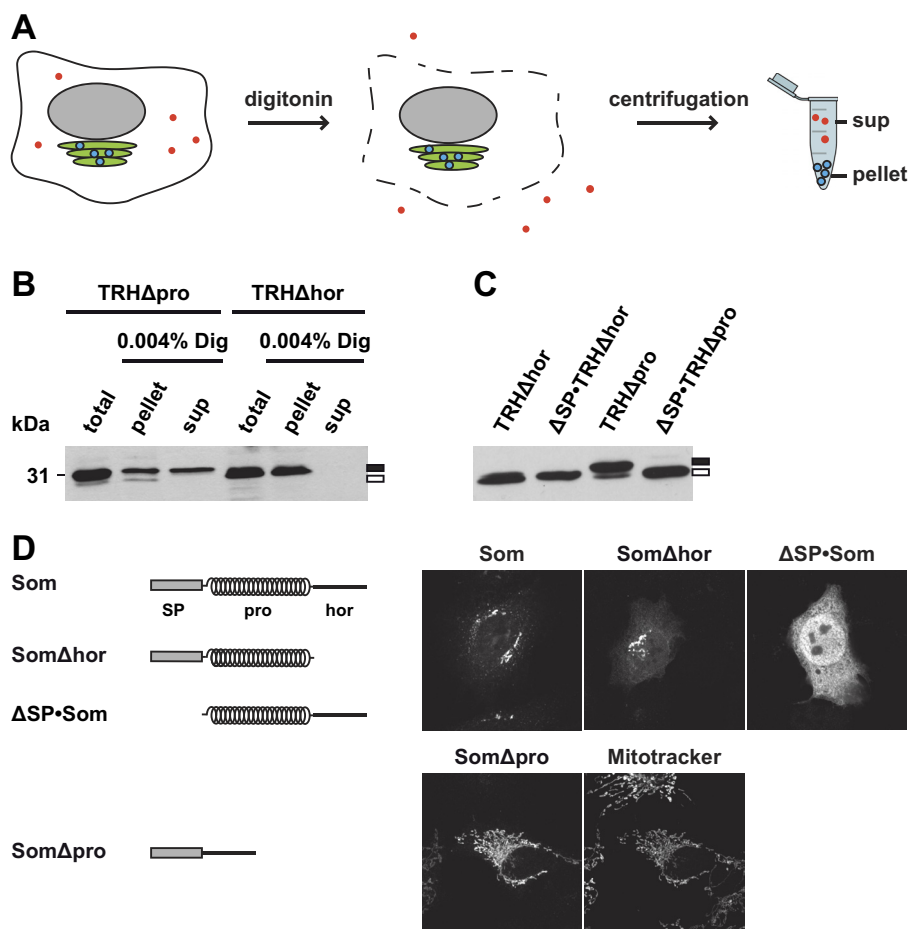 A
digitonin
centrifugation
sup
pellet
B
TRHΔpro
TRHΔhor
0.004% Dig
0.004% Dig
total
pellet
sup
total
pellet
sup
kDa
31
C
TRHΔhor
ΔSP•TRHΔhor
TRHΔpro
ΔSP•TRHΔpro
D
Som
SP
pro
hor
SomΔhor
ΔSP•Som
SomΔpro
Som
SomΔhor
ΔSP•Som
SomΔpro
Mitotracker